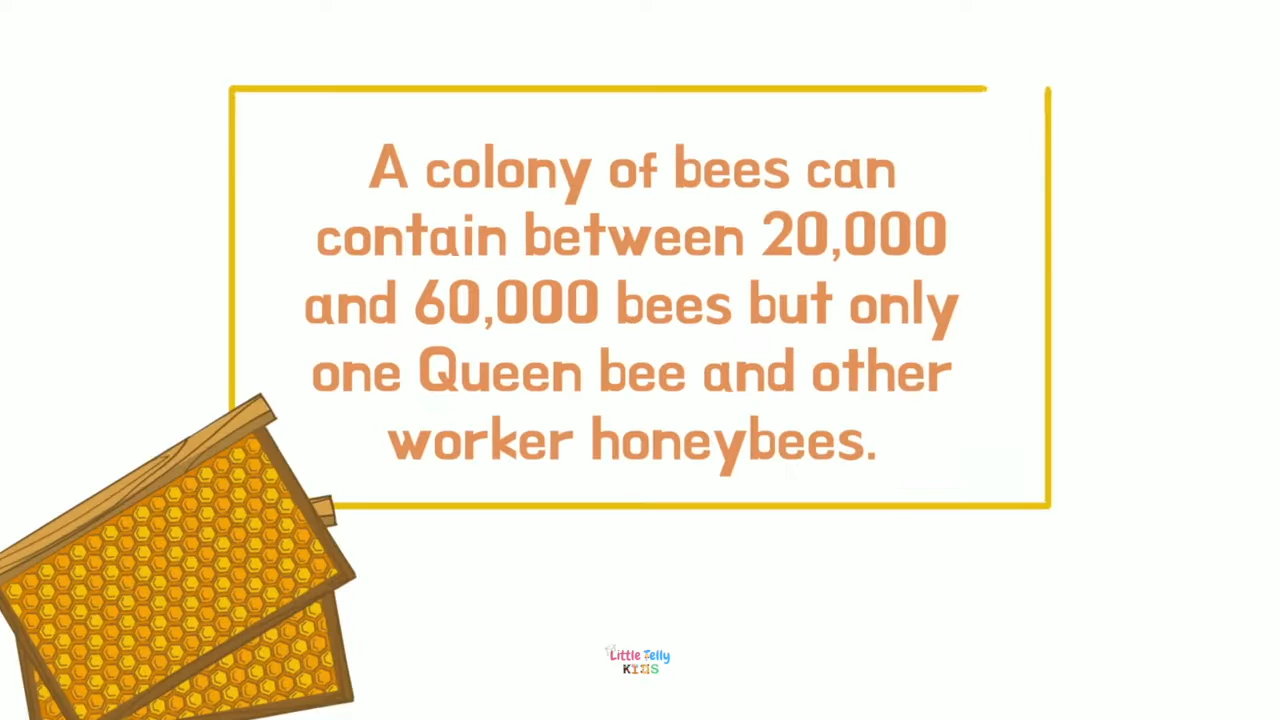 A colony of bees can
contain between 20,000
and 60,000 bees but only
one Queen bee and other
worker honeybees.
Little Telly
KIDS